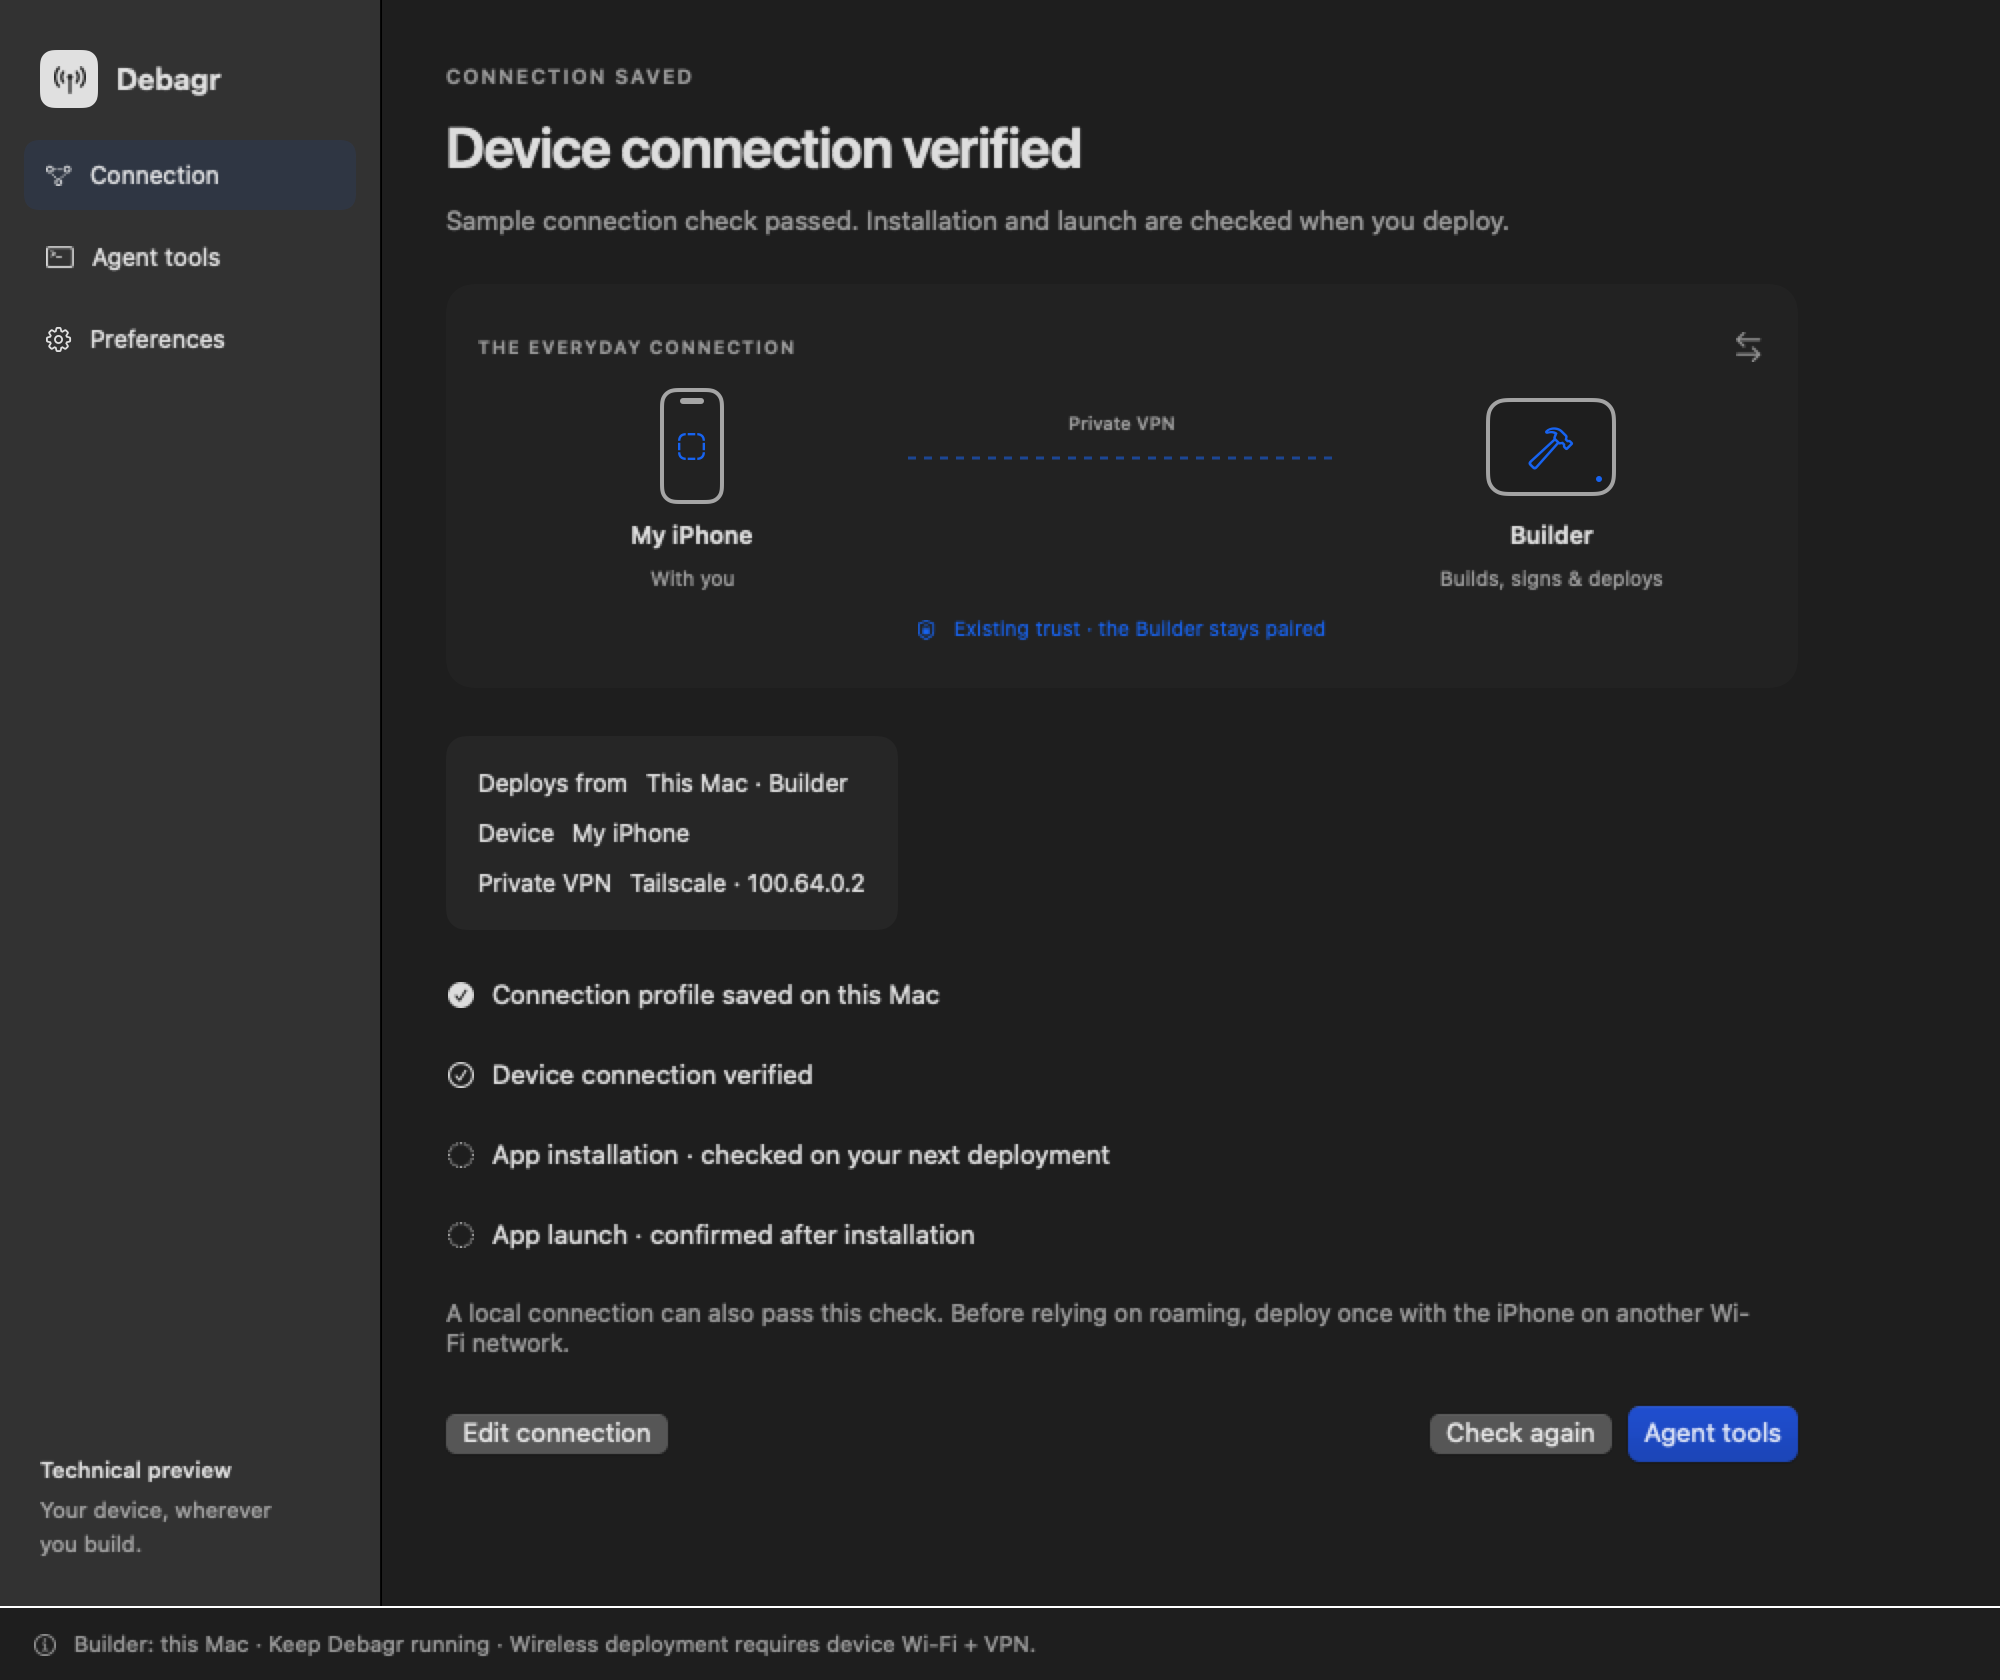 Debagr
Connection
Agent tools
Preferences
Technical preview
Your device, wherever
you build.
CONNECTION SAVED
Device connection verified
Sample connection check passed. Installation and launch are checked when you deploy.
THE EVERYDAY CONNECTION
Private VPN
My iPhone
With you
Builder
Builds, signs & deploys
Existing trust · the Builder stays paired
Deploys from This Mac · Builder
Device My iPhone
Private VPN Tailscale · 100.64.0.2
Connection profile saved on this Mac
Device connection verified
App installation · checked on your next deployment
App launch · confirmed after installation
A local connection can also pass this check. Before relying on roaming, deploy once with the iPhone on another Wi-
Fi network.
Edit connection
Check again
Agent tools
Builder: this Mac · Keep Debagr running · Wireless deployment requires device Wi-Fi + VPN.